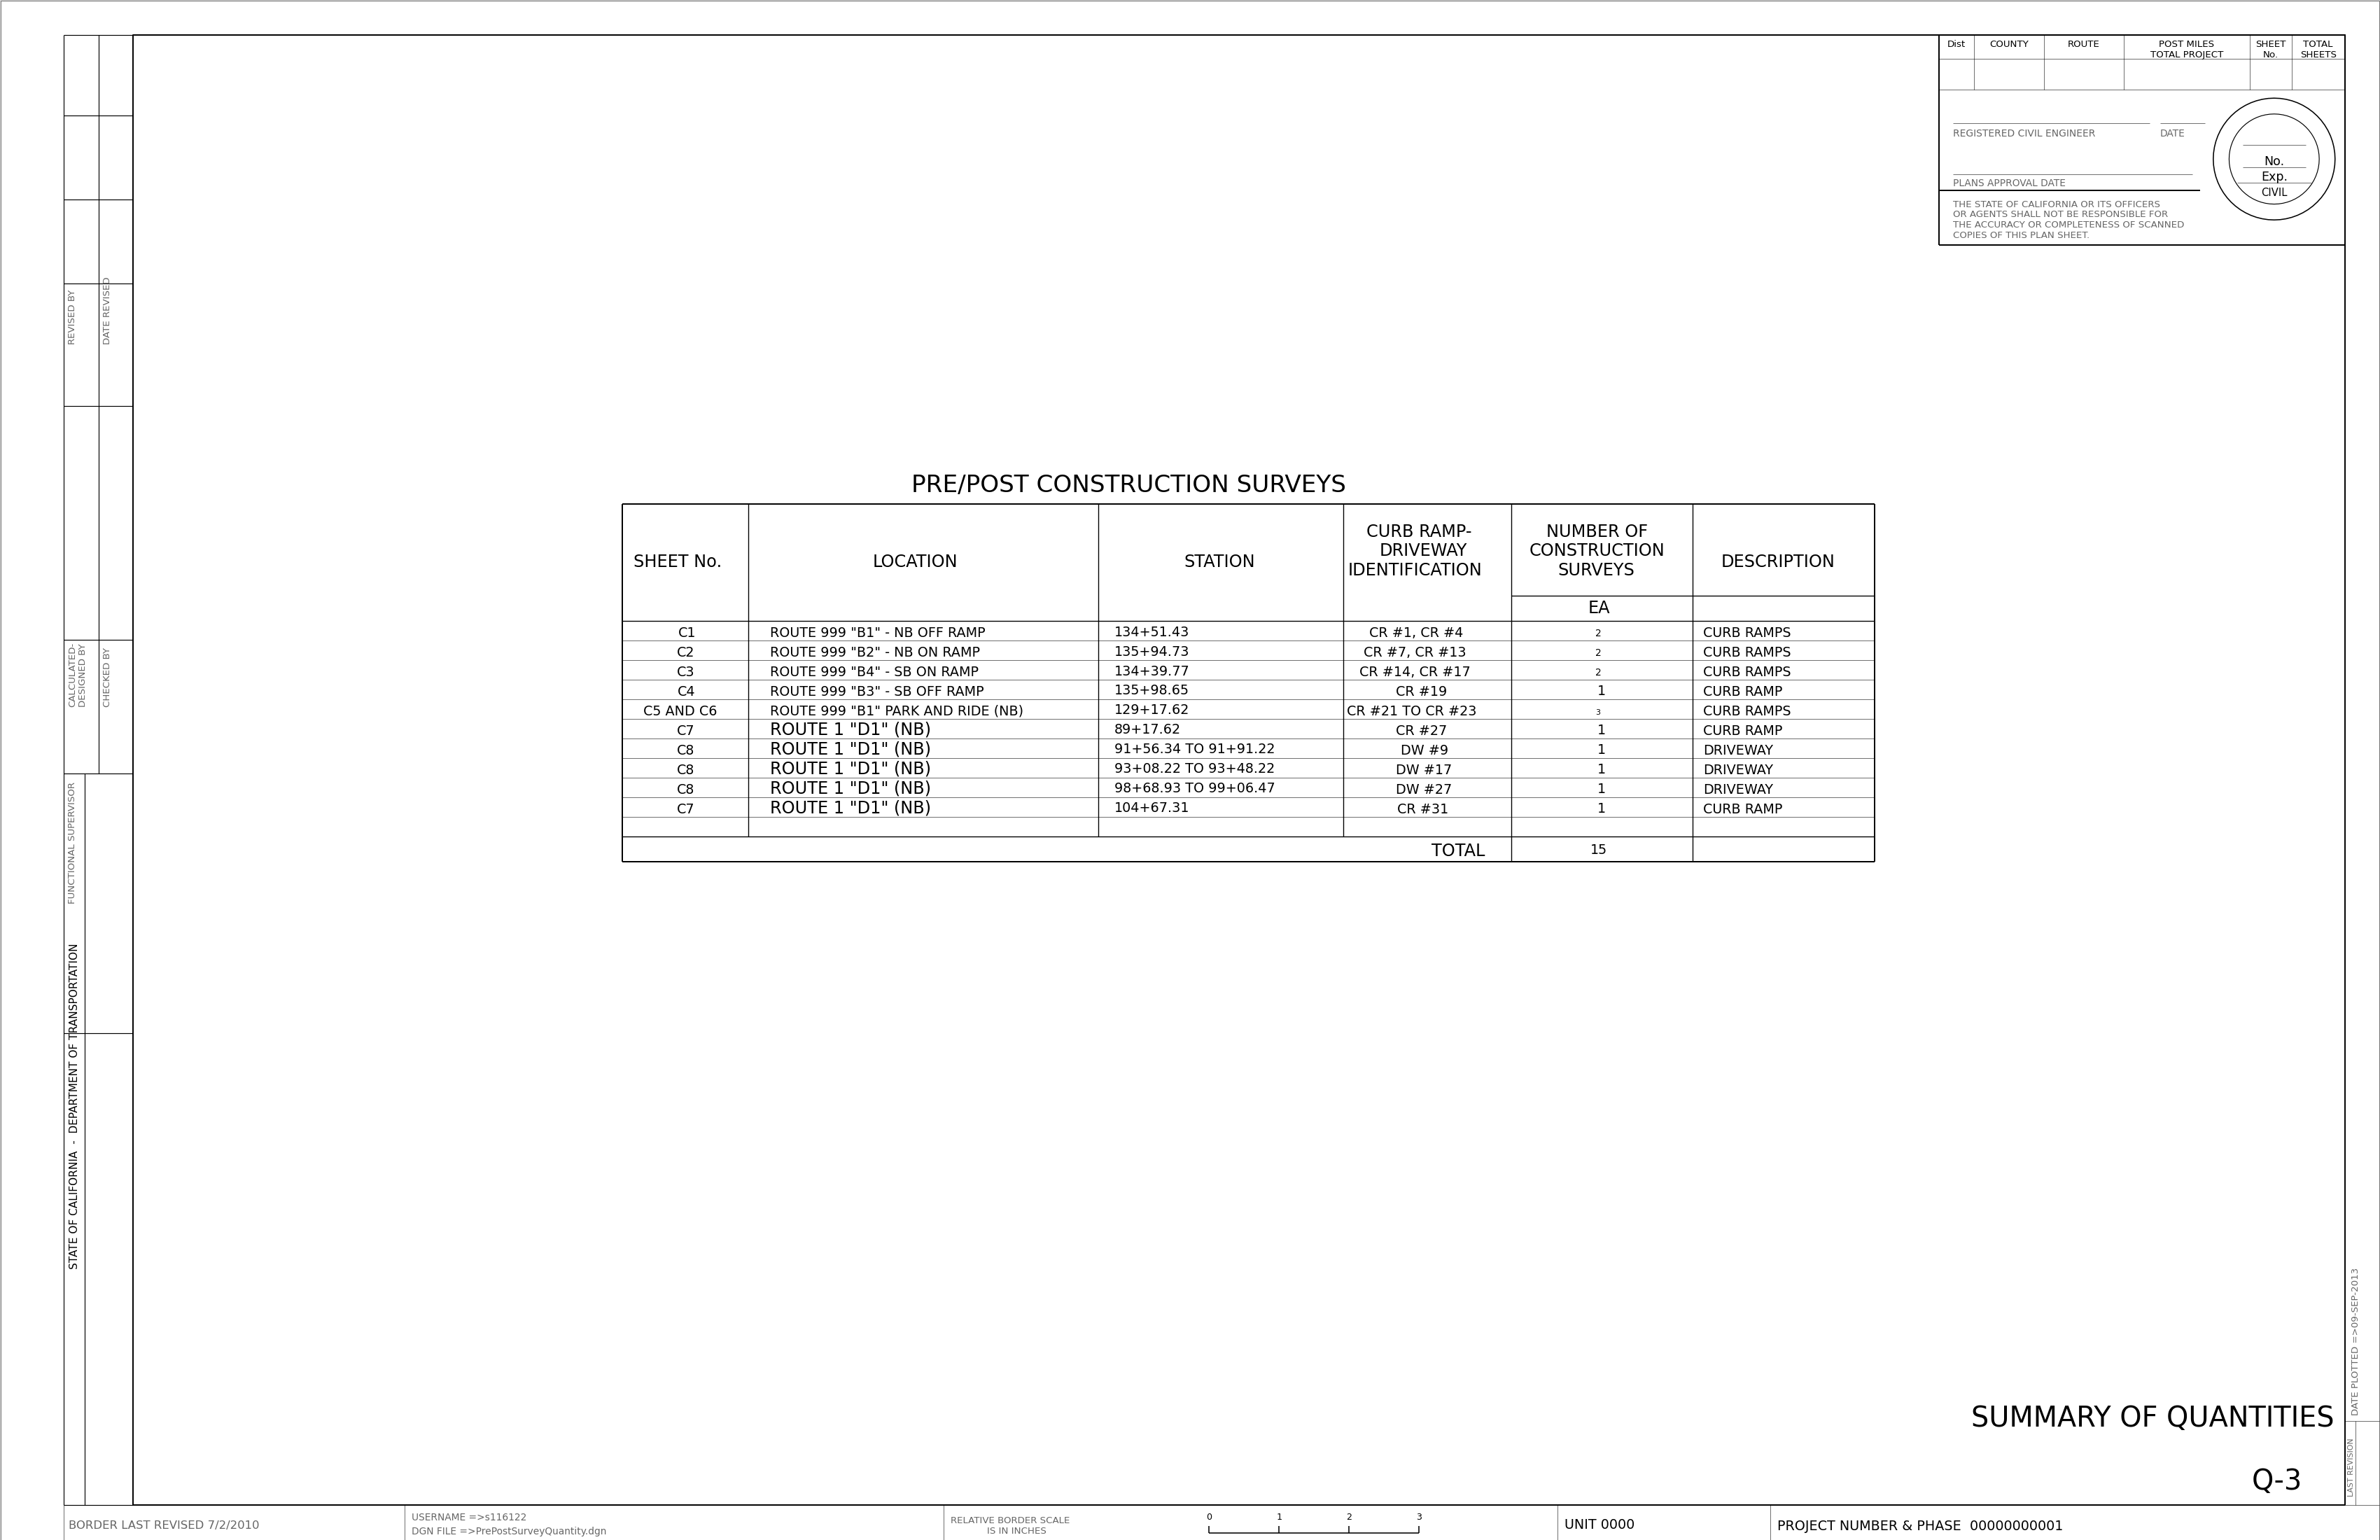 Dist COUNTY ROUTE POST MILES TOTAL PROJECT SHEET No. TOTAL SHEETS
REGISTERED CIVIL ENGINEER DATE
PLANS APPROVAL DATE
No.
Exp.
CIVIL
THE STATE OF CALIFORNIA OR ITS OFFICERS
OR AGENTS SHALL NOT BE RESPONSIBLE FOR
THE ACCURACY OR COMPLETENESS OF SCANNED
COPIES OF THIS PLAN SHEET.
REVISED BY
DATE REVISED
CALCULATED-
DESIGNED BY
CHECKED BY
FUNCTIONAL SUPERVISOR
STATE OF CALIFORNIA - DEPARTMENT OF TRANSPORTATION
PRE/POST CONSTRUCTION SURVEYS
SHEET No. LOCATION STATION CURB RAMP- DRIVEWAY IDENTIFICATION NUMBER OF CONSTRUCTION SURVEYS DESCRIPTION
EA
C1 ROUTE 999 "B1" - NB OFF RAMP 134+51.43 CR #1, CR #4 2 CURB RAMPS
C2 ROUTE 999 "B2" - NB ON RAMP 135+94.73 CR #7, CR #13 2 CURB RAMPS
C3 ROUTE 999 "B4" - SB ON RAMP 134+39.77 CR #14, CR #17 2 CURB RAMPS
C4 ROUTE 999 "B3" - SB OFF RAMP 135+98.65 CR #19 1 CURB RAMP
C5 AND C6 ROUTE 999 "B1" PARK AND RIDE (NB) 129+17.62 CR #21 TO CR #23 3 CURB RAMPS
C7 ROUTE 1 "D1" (NB) 89+17.62 CR #27 1 CURB RAMP
C8 ROUTE 1 "D1" (NB) 91+56.34 TO 91+91.22 DW #9 1 DRIVEWAY
C8 ROUTE 1 "D1" (NB) 93+08.22 TO 93+48.22 DW #17 1 DRIVEWAY
C8 ROUTE 1 "D1" (NB) 98+68.93 TO 99+06.47 DW #27 1 DRIVEWAY
C7 ROUTE 1 "D1" (NB) 104+67.31 CR #31 1 CURB RAMP
TOTAL 15
SUMMARY OF QUANTITIES
Q-3
DATE PLOTTED =>09-SEP-2013
LAST REVISION
BORDER LAST REVISED 7/2/2010
USERNAME =>s116122
DGN FILE =>PrePostSurveyQuantity.dgn
RELATIVE BORDER SCALE
IS IN INCHES
0 1 2 3
UNIT 0000
PROJECT NUMBER & PHASE 00000000001